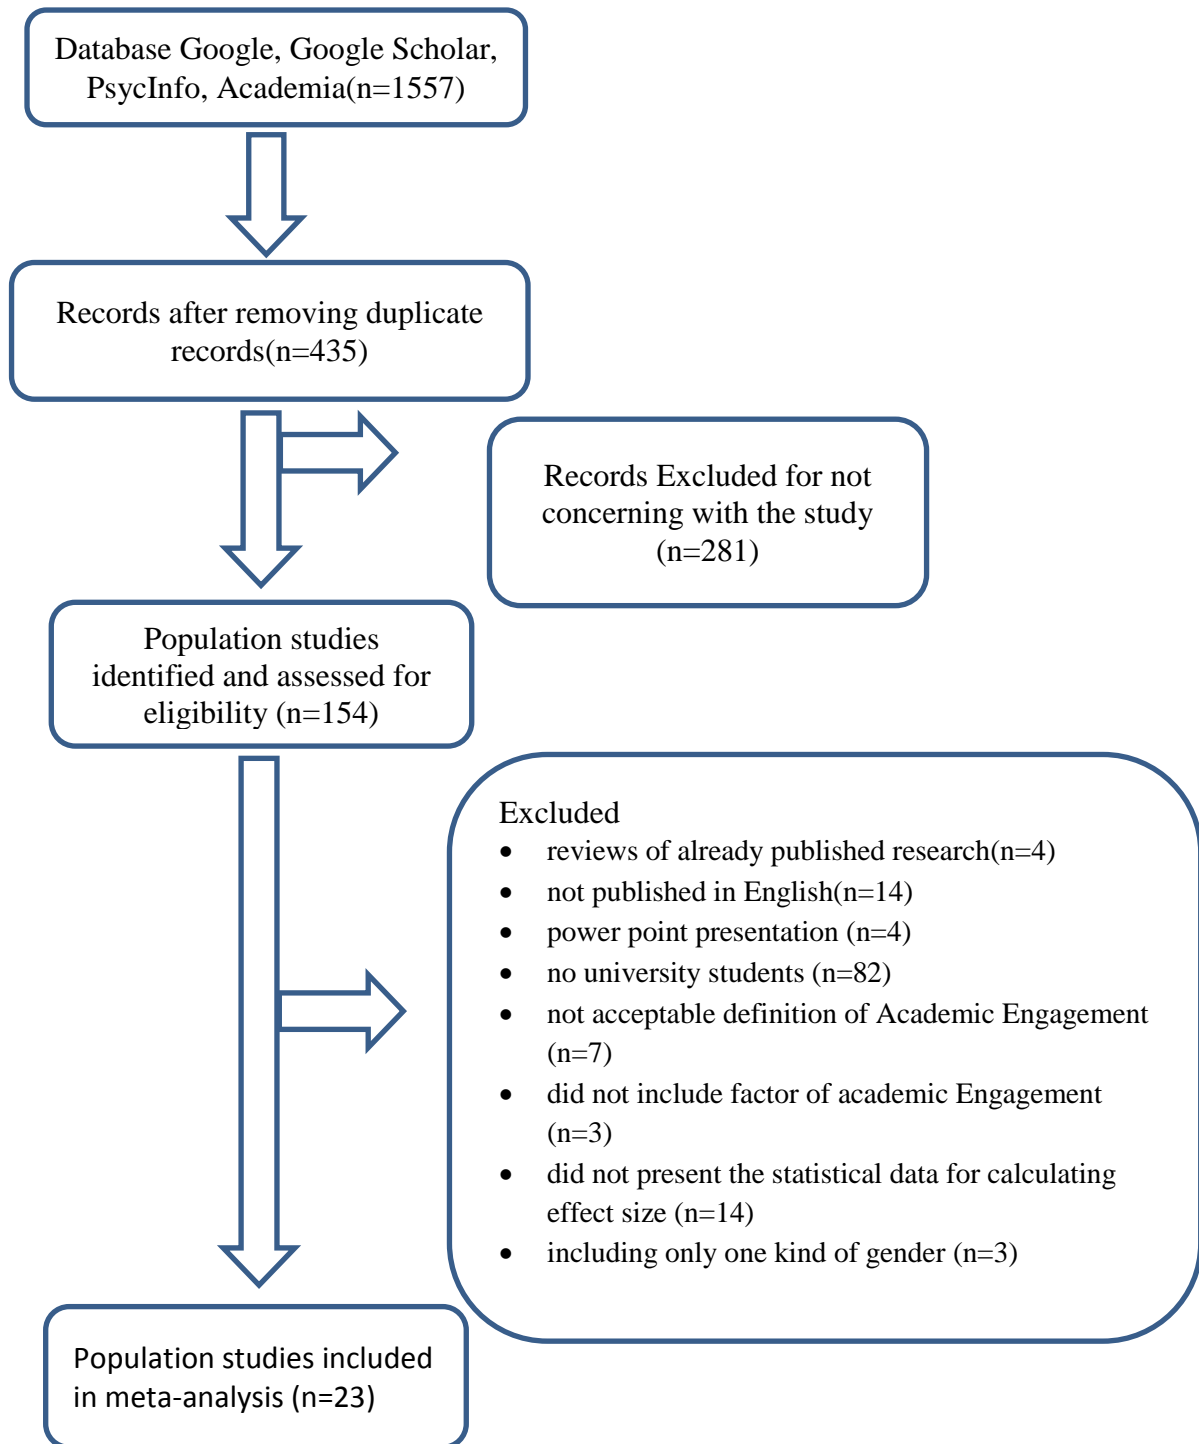 Database Google, Google Scholar,
PsycInfo, Academia(n=1557)
Records after removing duplicate
records(n=435)
Records Excluded for not
concerning with the study
(n=281)
Population studies
identified and assessed for
eligibility (n=154)
Excluded
• reviews of already published research(n=4)
• not published in English(n=14)
• power point presentation (n=4)
• no university students (n=82)
• not acceptable definition of Academic Engagement
(n=7)
• did not include factor of academic Engagement
(n=3)
• did not present the statistical data for calculating
effect size (n=14)
• including only one kind of gender (n=3)
Population studies included
in meta-analysis (n=23)